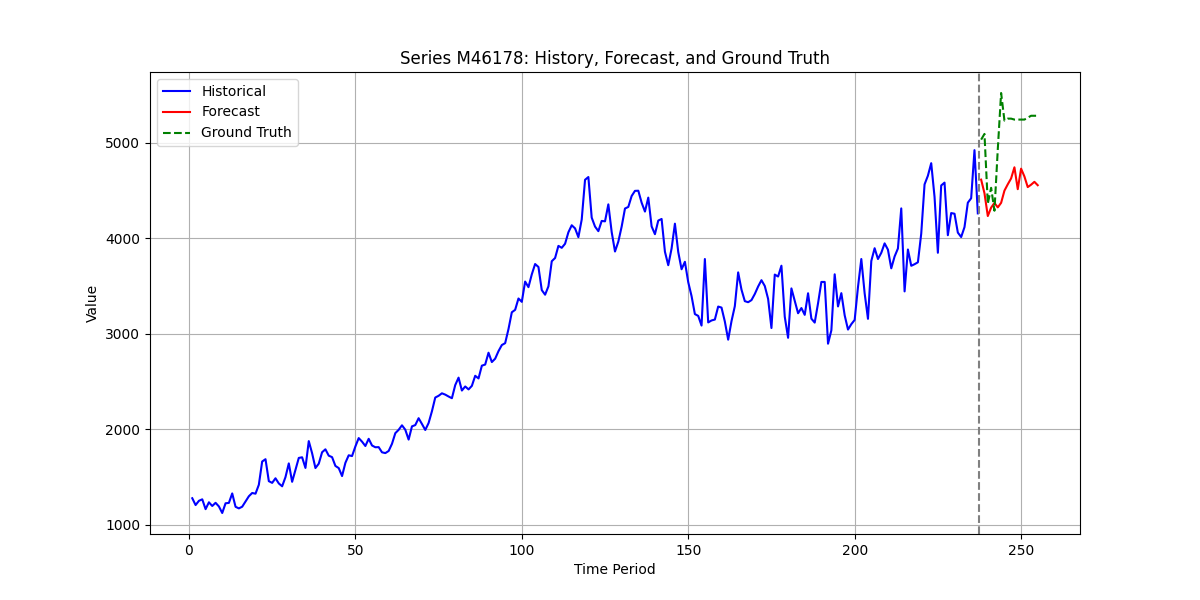 Series M46178: History, Forecast, and Ground Truth
Historical
Forecast
Ground Truth
5000
4000
3000
2000
1000
Value
0 50 100 150 200 250
Time Period